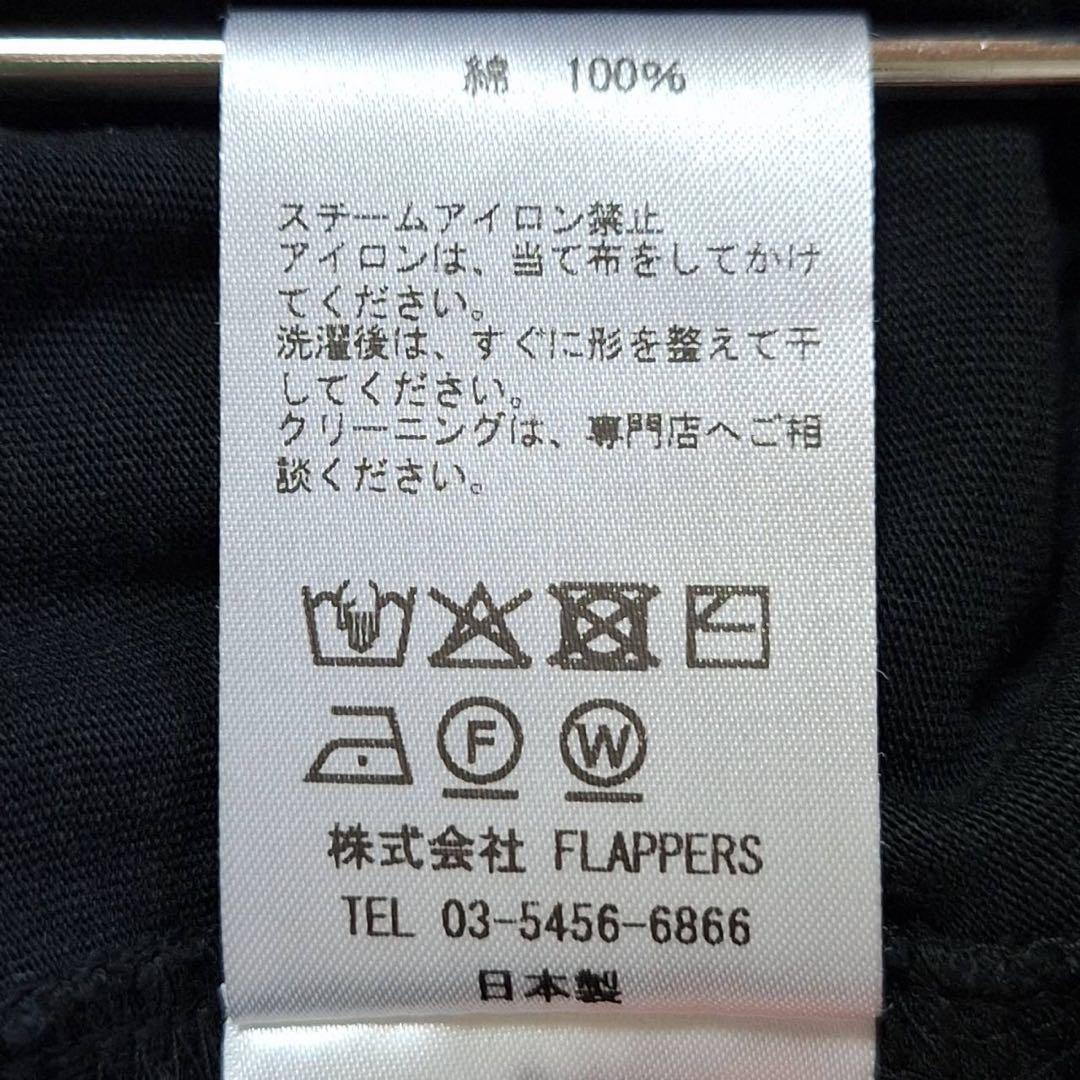 綿 100%
スチームアイロン禁止
アイロンは、当て布をしてかけ
てください。
洗濯後は、すぐに形を整えて干
してください。
クリーニングは、専門店へご相
談ください。
F W
株式会社 FLAPPERS
TEL 03-5456-6866
日本製